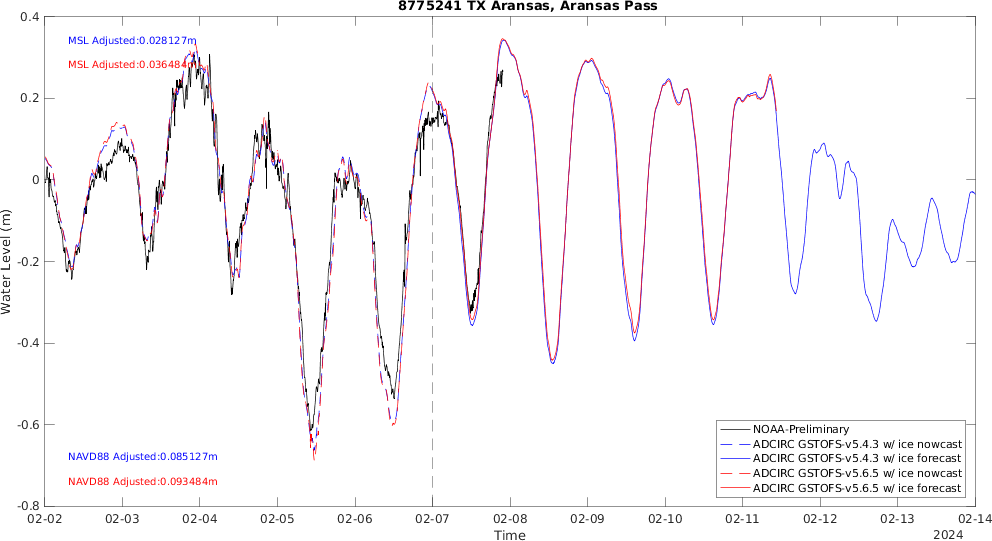 8775241 TX Aransas, Aransas Pass
MSL Adjusted:0.028127m
MSL Adjusted:0.036484m
NAVD88 Adjusted:0.085127m
NAVD88 Adjusted:0.093484m
Water Level (m)
0.4
0.2
0
-0.2
-0.4
-0.6
-0.8
NOAA-Preliminary
ADCIRC GSTOFS-v5.4.3 w/ ice nowcast
ADCIRC GSTOFS-v5.4.3 w/ ice forecast
ADCIRC GSTOFS-v5.6.5 w/ ice nowcast
ADCIRC GSTOFS-v5.6.5 w/ ice forecast
02-02 02-03 02-04 02-05 02-06 02-07 02-08 02-09 02-10 02-11 02-12 02-13 02-14
Time
2024